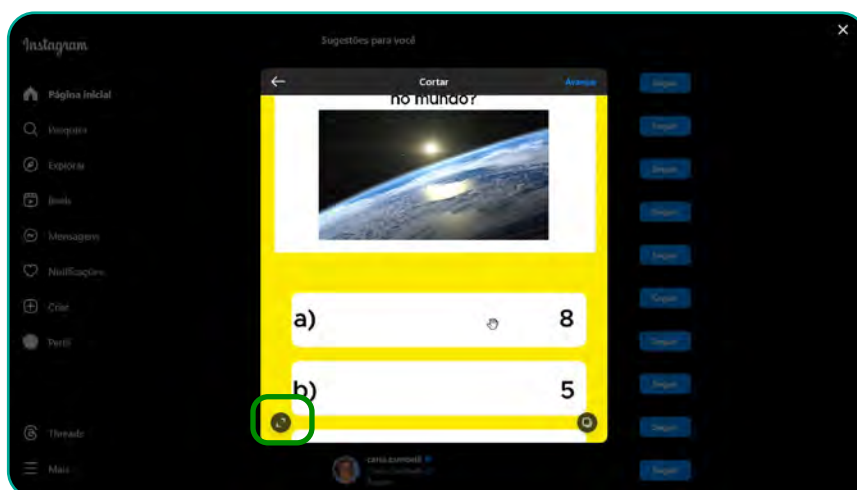 Instagram
Sugestões para você
Cortar
Avançar
no mundo?
Página inicial
Pesquisa
Explorar
Reels
Mensagens
Notificações
Criar
Perfil
a) 8
b) 5
Threads
Mais
Seguir
Seguir
Seguir
Seguir
Seguir
Seguir
Seguir
Seguir
Seguir
Seguir